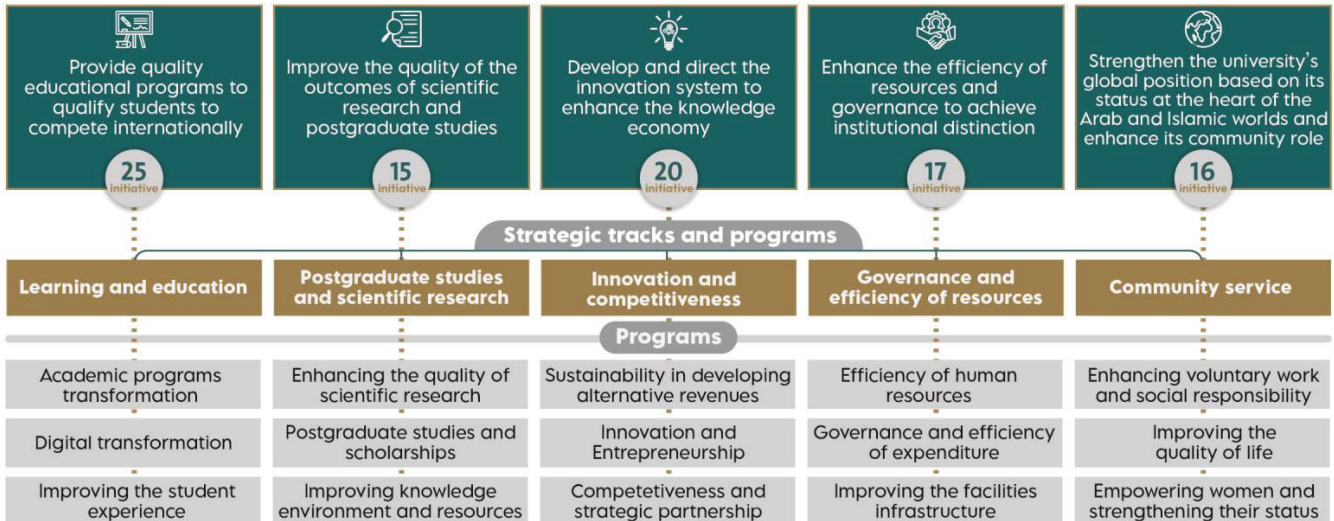 Provide quality
educational programs to
qualify students to
compete internationally
25
initiative
Improve the quality of the
outcomes of scientific
research and
postgraduate studies
15
initiative
Develop and direct the
innovation system to
enhance the knowledge
economy
20
initiative
Enhance the efficiency of
resources and
governance to achieve
institutional distinction
17
initiative
Strengthen the university's
global position based on its
status at the heart of the
Arab and Islamic worlds and
enhance its community role
16
initiative
Strategic tracks and programs
Learning and education
Postgraduate studies
and scientific research
Innovation and
competitiveness
Governance and
efficiency of resources
Community service
Programs
Academic programs
transformation
Enhancing the quality of
scientific research
Sustainability in developing
alternative revenues
Efficiency of human
resources
Enhancing voluntary work
and social responsibility
Digital transformation
Postgraduate studies and
scholarships
Innovation and
Entrepreneurship
Governance and efficiency
of expenditure
Improving the
quality of life
Improving the student
experience
Improving knowledge
environment and resources
Competetiveness and
strategic partnership
Improving the facilities
infrastructure
Empowering women and
strengthening their status